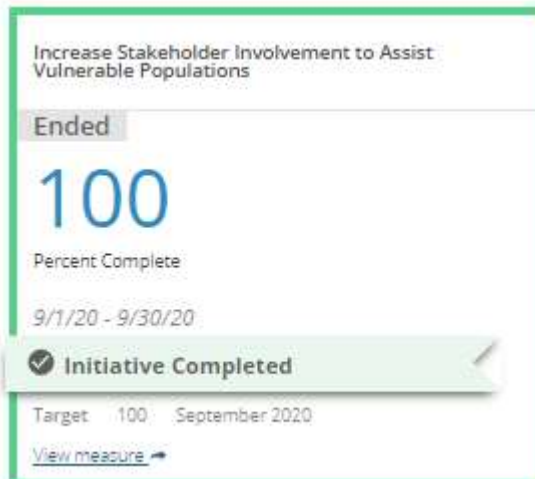 Increase Stakeholder Involvement to Assist
Vulnerable Populations
Ended
100
Percent Complete
9/1/20 - 9/30/20
Initiative Completed
Target 100 September 2020
View measure